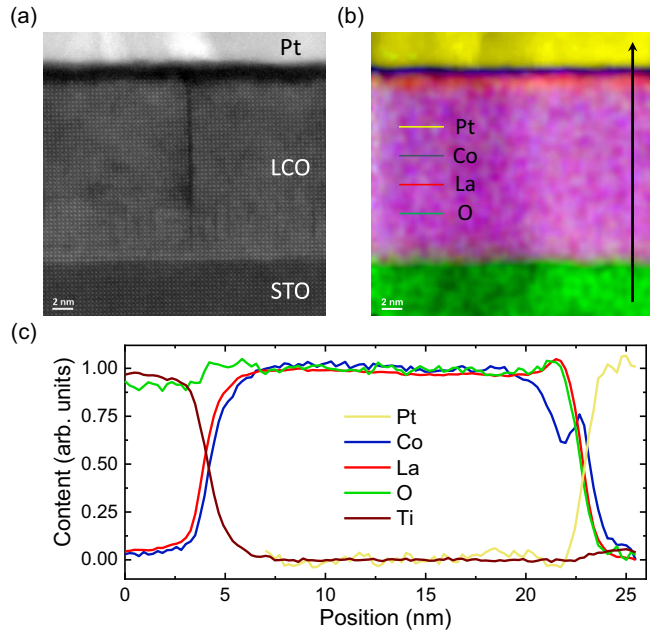 (a)
Pt
LCO
STO
2 nm
(b)
Pt
Co
La
O
2 nm
(c)
Content (arb. units)
1.00
0.75
0.50
0.25
0.00
Pt
Co
La
O
Ti
0 5 10 15 20 25
Position (nm)